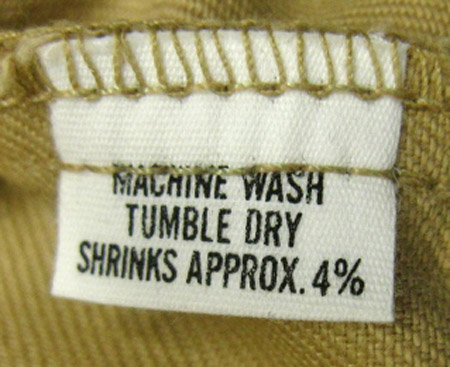 MACHINE WASH
TUMBLE DRY
SHRINKS APPROX. 4%